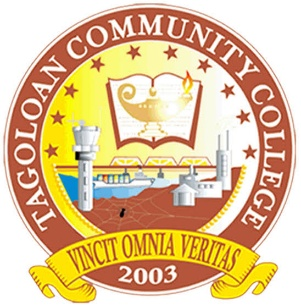 TAGOLOAN COMMUNITY COLLEGE
VINCIT OMNIA VERITAS
2003